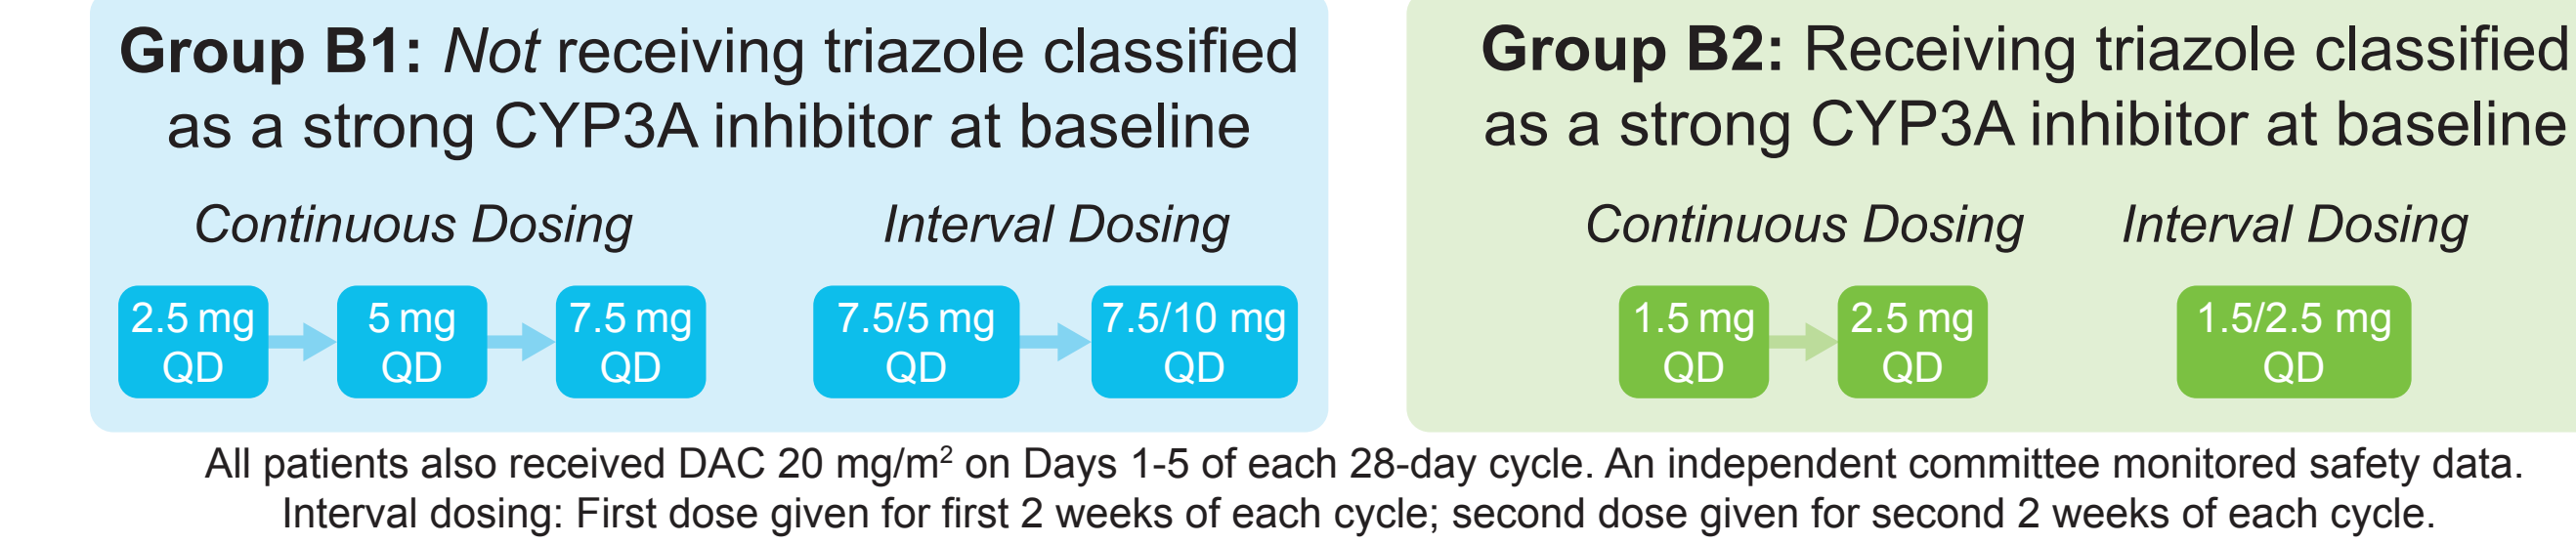 Group B1: Not receiving triazole classified
as a strong CYP3A inhibitor at baseline
Continuous Dosing
Interval Dosing
2.5 mg
QD
5 mg
QD
7.5 mg
QD
7.5/5 mg
QD
7.5/10 mg
QD
Group B2: Receiving triazole classified
as a strong CYP3A inhibitor at baseline
Continuous Dosing
Interval Dosing
1.5 mg
QD
2.5 mg
QD
1.5/2.5 mg
QD
All patients also received DAC 20 mg/m² on Days 1-5 of each 28-day cycle. An independent committee monitored safety data.
Interval dosing: First dose given for first 2 weeks of each cycle; second dose given for second 2 weeks of each cycle.